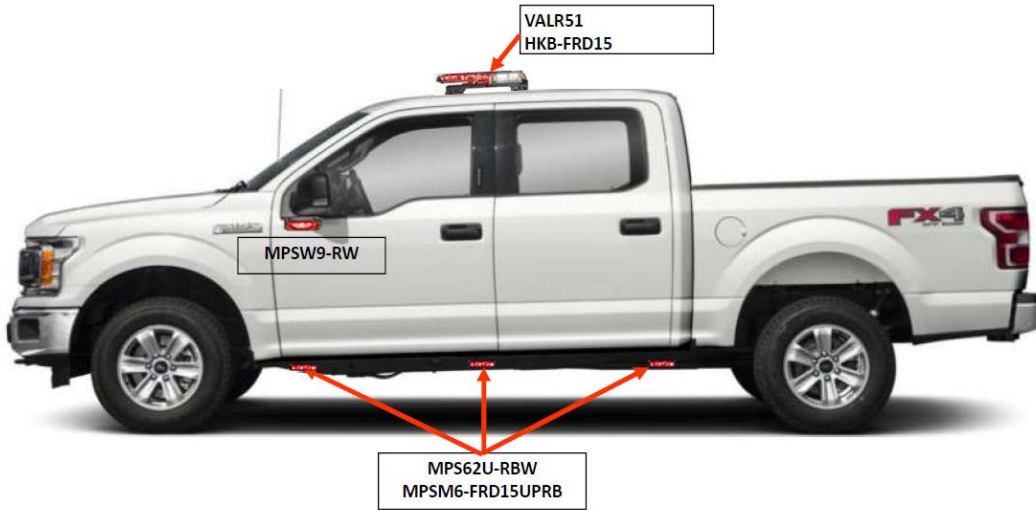 VALR51
HKB-FRD15
MPSW9-RW
FX4
MPS62U-RBW
MPSM6-FRD15UPRB